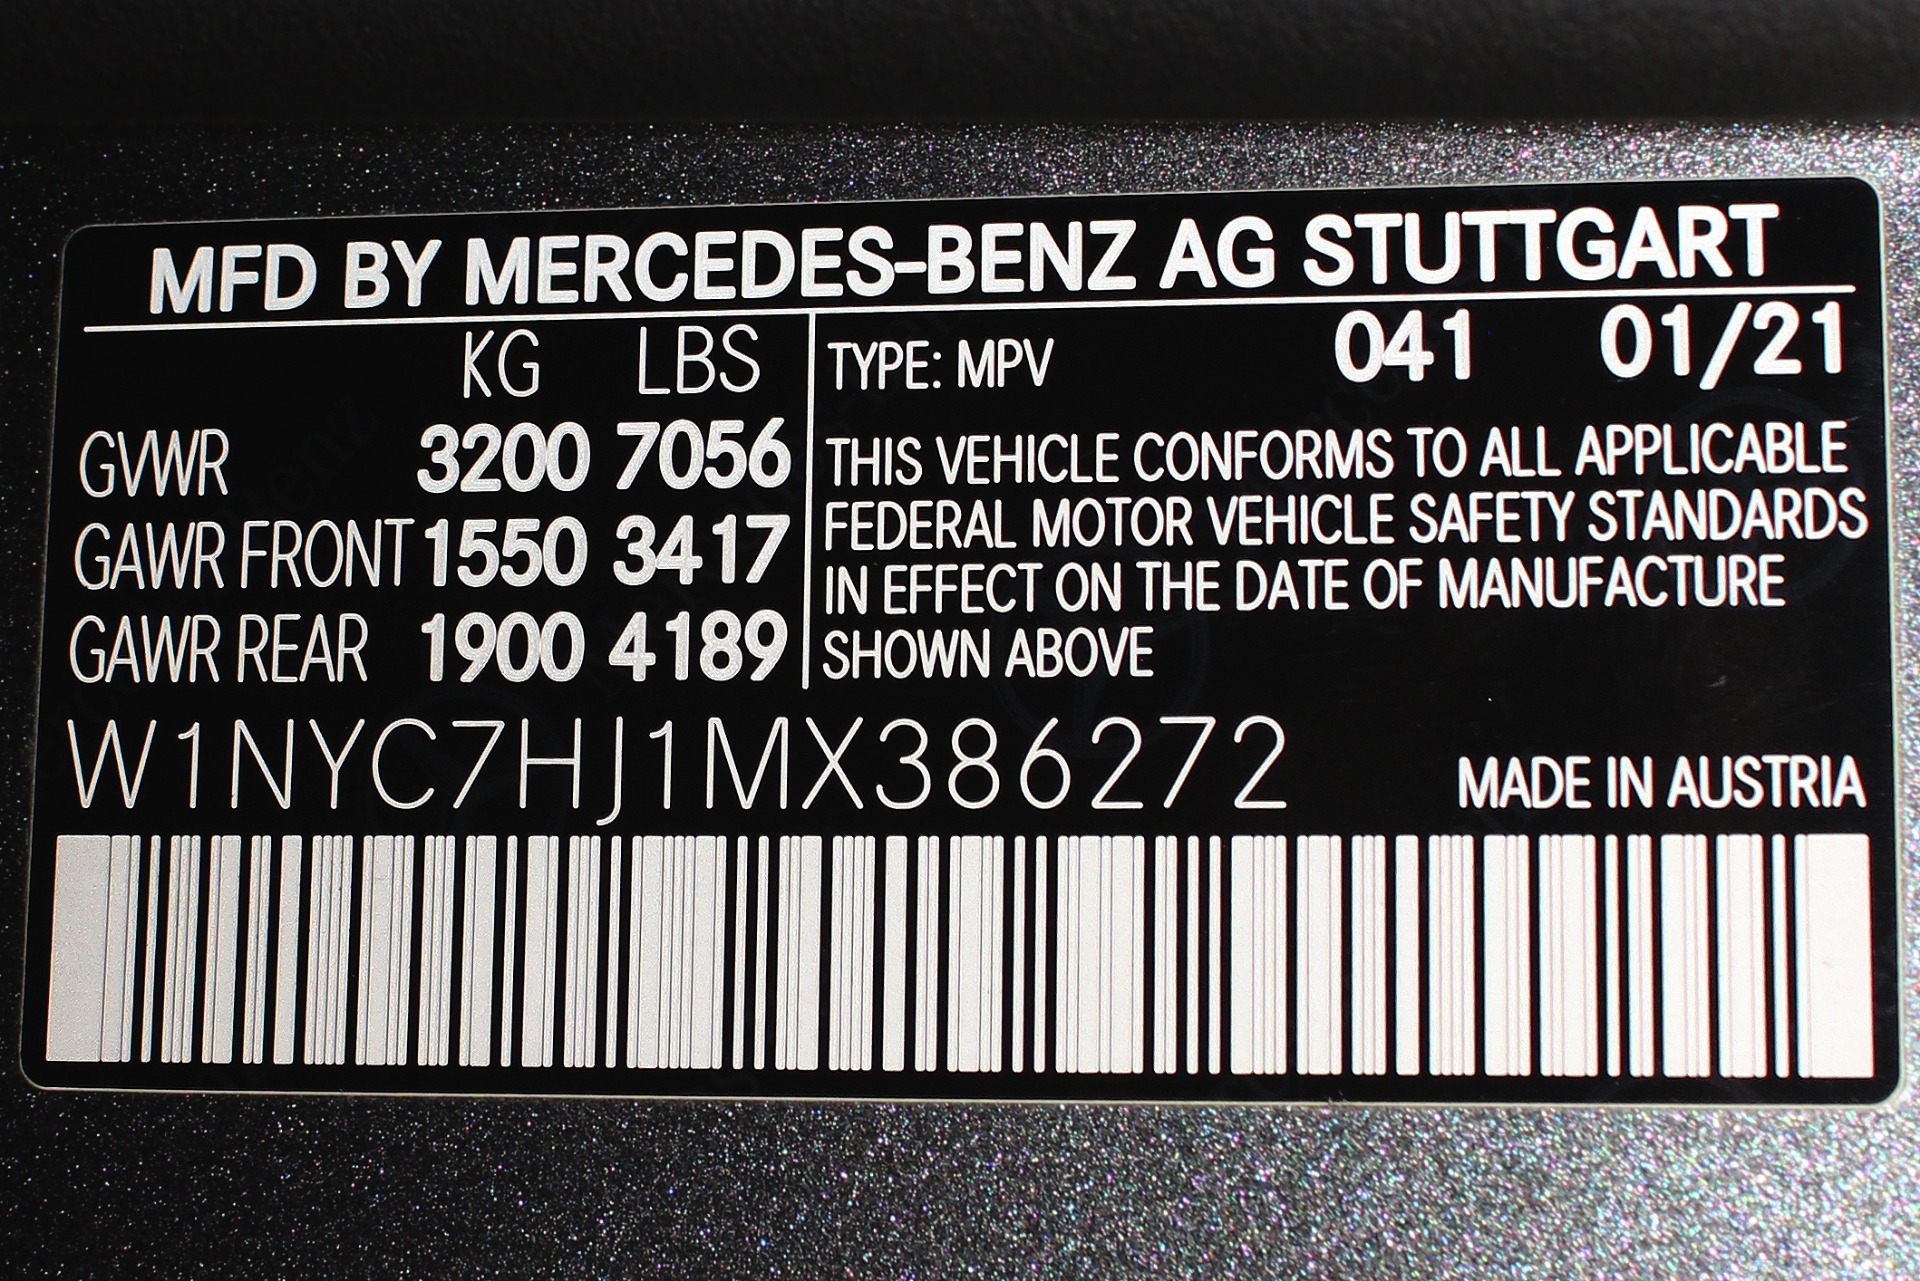 MFD BY MERCEDES-BENZ AG STUTTGART
KG LBS
GVWR 3200 7056
GAWR FRONT 1550 3417
GAWR REAR 1900 4189
TYPE: MPV 041 01/21
THIS VEHICLE CONFORMS TO ALL APPLICABLE
FEDERAL MOTOR VEHICLE SAFETY STANDARDS
IN EFFECT ON THE DATE OF MANUFACTURE
SHOWN ABOVE
W1NYC7HJ1MX386272
MADE IN AUSTRIA